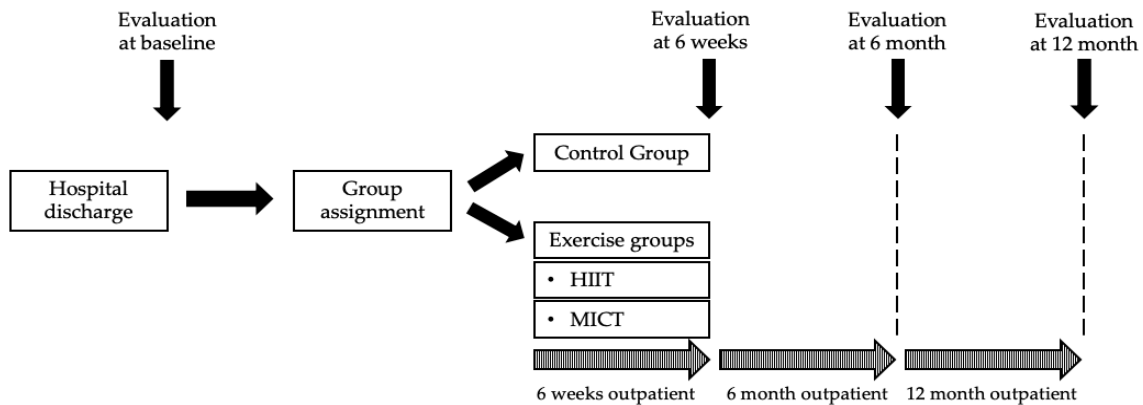 Evaluation
at baseline
Evaluation
at 6 weeks
Evaluation
at 6 month
Evaluation
at 12 month
Hospital
discharge
Group
assignment
Control Group
Exercise groups
• HIIT
• MICT
6 weeks outpatient
6 month outpatient
12 month outpatient